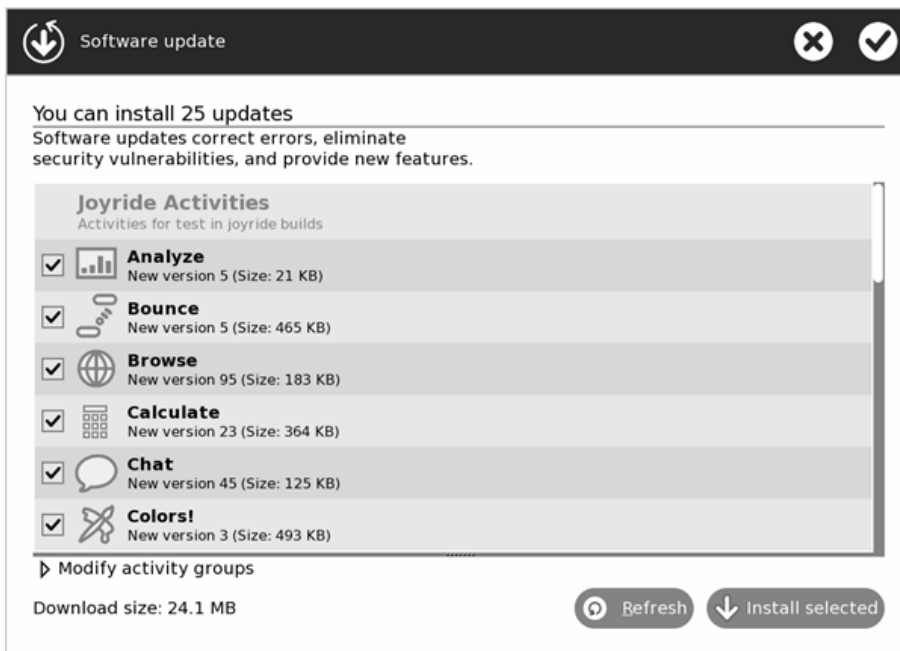 Software update
You can install 25 updates
Software updates correct errors, eliminate
security vulnerabilities, and provide new features.
Joyride Activities
Activities for test in joyride builds
Analyze
New version 5 (Size: 21 KB)
Bounce
New version 5 (Size: 465 KB)
Browse
New version 95 (Size: 183 KB)
Calculate
New version 23 (Size: 364 KB)
Chat
New version 45 (Size: 125 KB)
Colors!
New version 3 (Size: 493 KB)
Modify activity groups
Download size: 24.1 MB
Refresh
Install selected